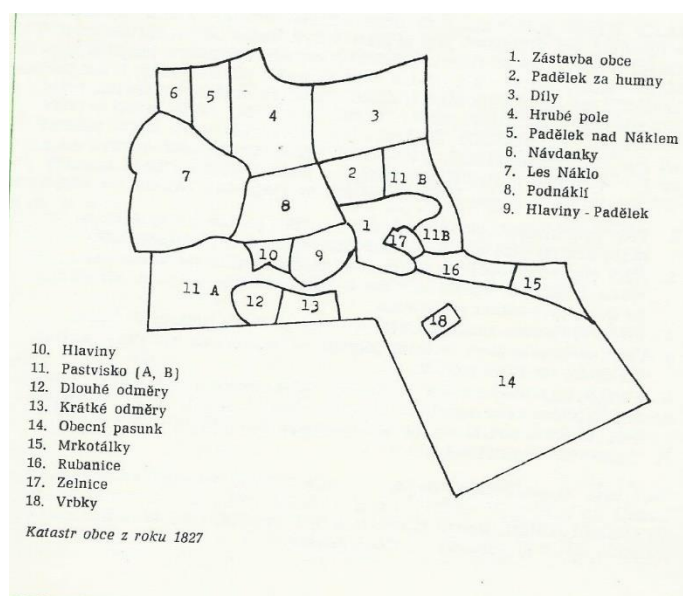 1. Zástavba obce
2. Padělek za humny
3. Díly
4. Hrubé pole
5. Padělek nad Náklem
6. Návdanky
7. Les Náklo
8. Podnáklí
9. Hlaviny - Padělek
6
5
4
3
7
2
11 B
8
1
17
11B
10
9
16
15
11 A
12
13
18
14
10. Hlaviny
11. Pastvisko (A, B)
12. Dlouhé odměry
13. Krátké odměry
14. Obecní pasunk
15. Mrkotálky
16. Rubanice
17. Zelnice
18. Vrbky
Katastr obce z roku 1827